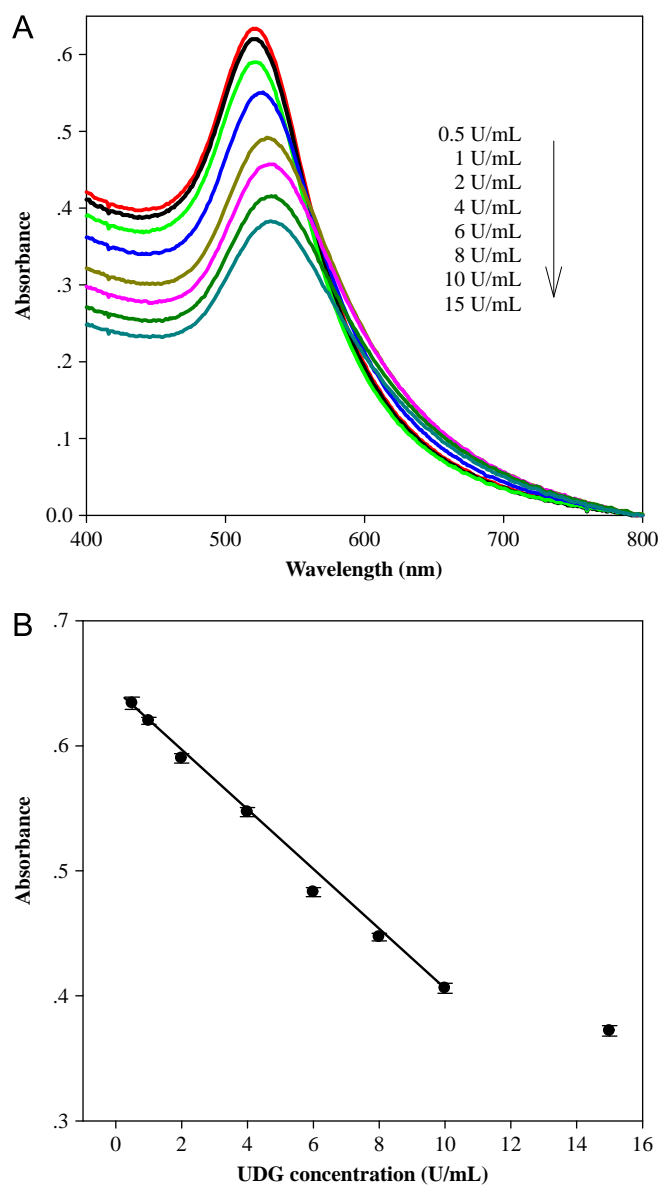 A
.6
.5
.4
.3
.2
.1
0.0
Absorbance
0.5 U/mL
1 U/mL
2 U/mL
4 U/mL
6 U/mL
8 U/mL
10 U/mL
15 U/mL
400 500 600 700 800
Wavelength (nm)
B
.7
.6
.5
.4
.3
Absorbance
0 2 4 6 8 10 12 14 16
UDG concentration (U/mL)